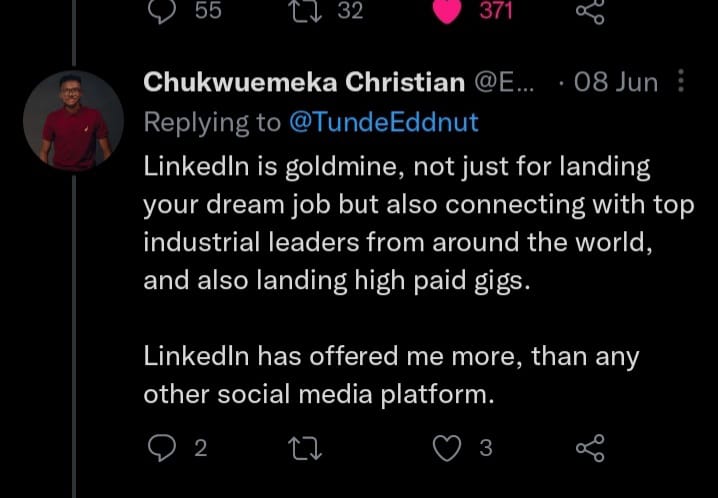 55 32 371
Chukwuemeka Christian @E... · 08 Jun
Replying to @TundeEddnut
LinkedIn is goldmine, not just for landing
your dream job but also connecting with top
industrial leaders from around the world,
and also landing high paid gigs.
LinkedIn has offered me more, than any
other social media platform.
2 3